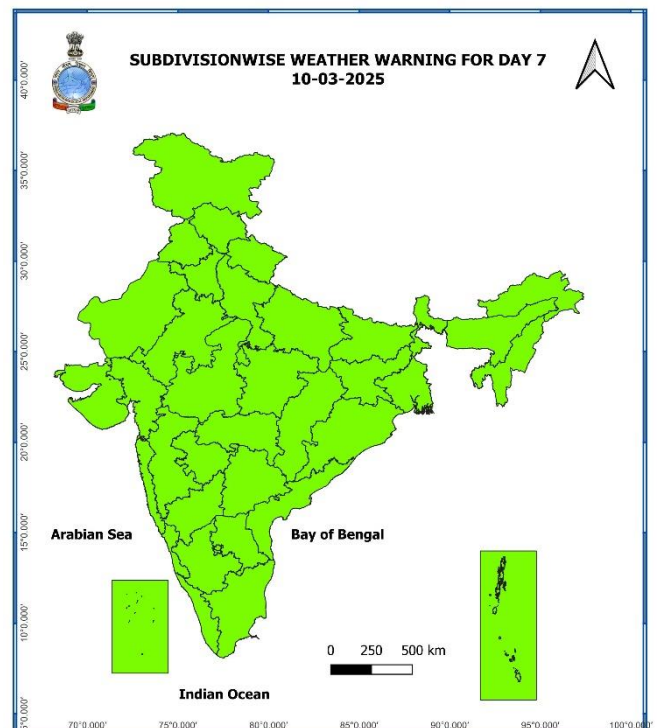 SUBDIVISIONWISE WEATHER WARNING FOR DAY 7
10-03-2025
40°0.000'
35°0.000'
30°0.000'
25°0.000'
20°0.000'
15°0.000'
10°0.000'
5°0.000'
Arabian Sea
Bay of Bengal
0 250 500 km
Indian Ocean
70°0.000' 75°0.000' 80°0.000' 85°0.000' 90°0.000' 95°0.000' 100°0.000'